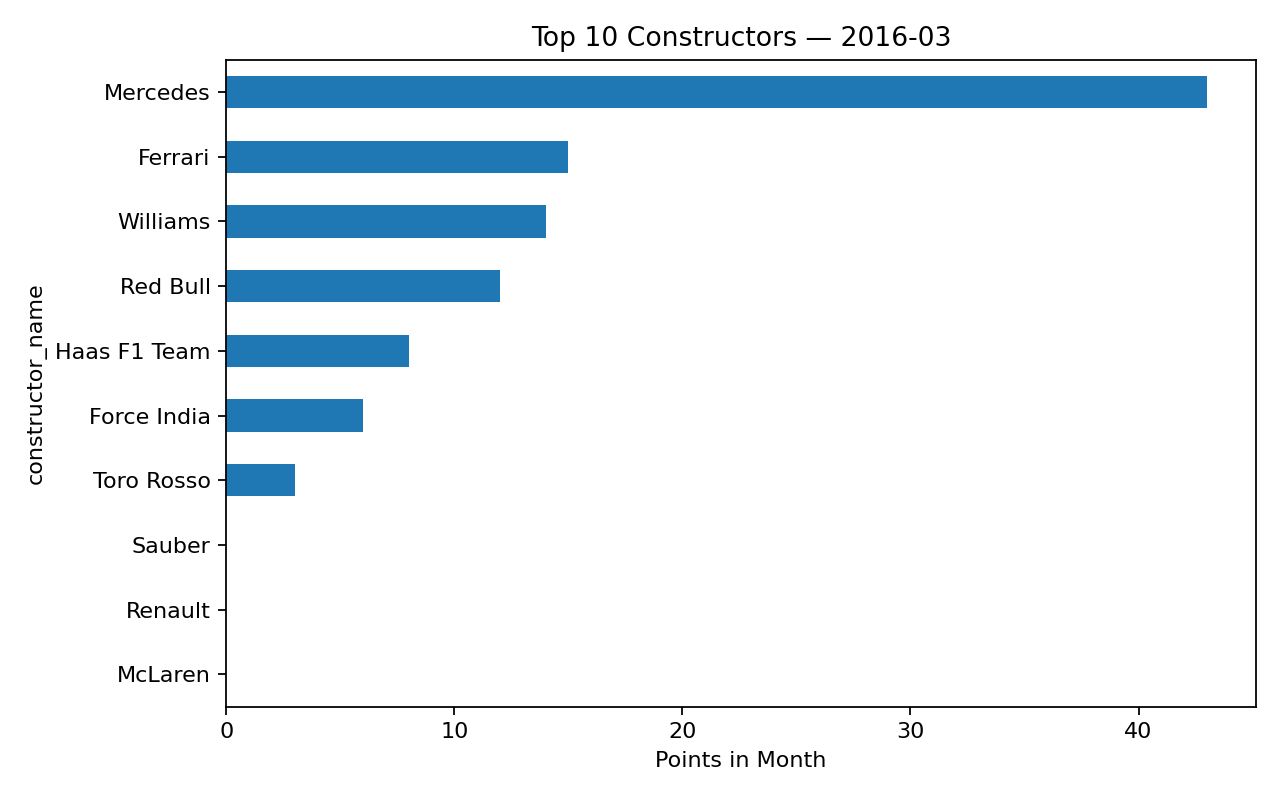 Top 10 Constructors — 2016-03
constructor_name
Mercedes
Ferrari
Williams
Red Bull
Haas F1 Team
Force India
Toro Rosso
Sauber
Renault
McLaren
0 10 20 30 40
Points in Month